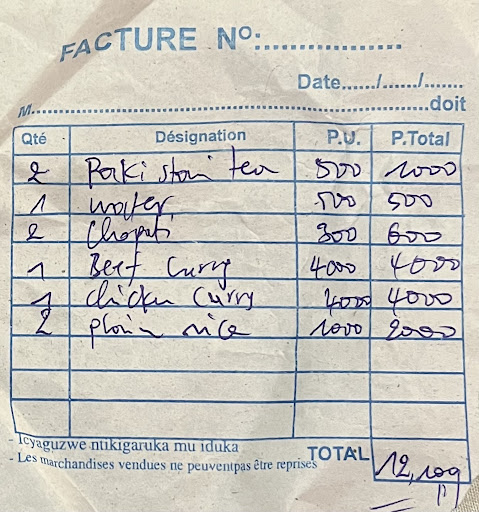 FACTURE No:..................
Date....../....../.......
M..................................................................doit
Qté Désignation P.U. P.Total
2 Pakistani tea 500 1000
1 water 500 500
2 Chapati 300 600
1 Beef Curry 4000 4000
1 chicken curry 4000 4000
2 plain rice 1000 2000
- Icyaguzwe ntikigaruka mu iduka
- Les marchandises vendues ne peuventpas être reprises
TOTAL 12,100